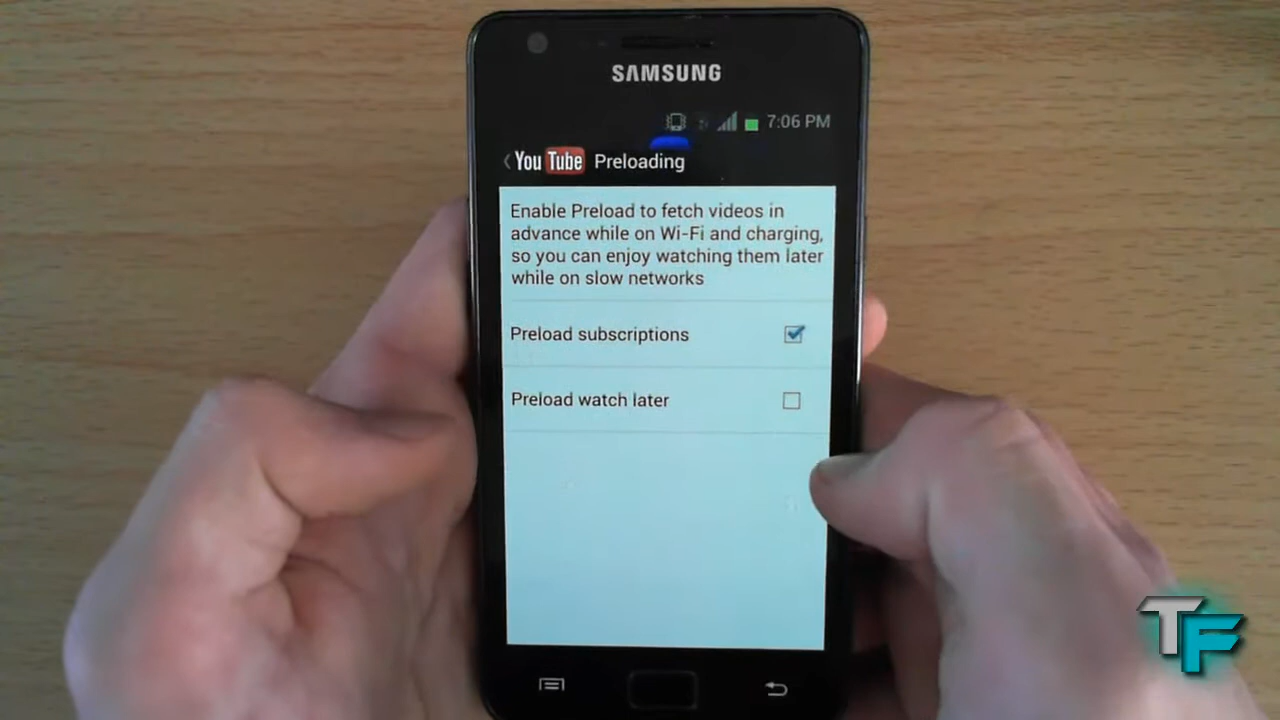 SAMSUNG
7:06 PM
YouTube Preloading
Enable Preload to fetch videos in
advance while on Wi-Fi and charging,
so you can enjoy watching them later
while on slow networks
Preload subscriptions
Preload watch later
TF